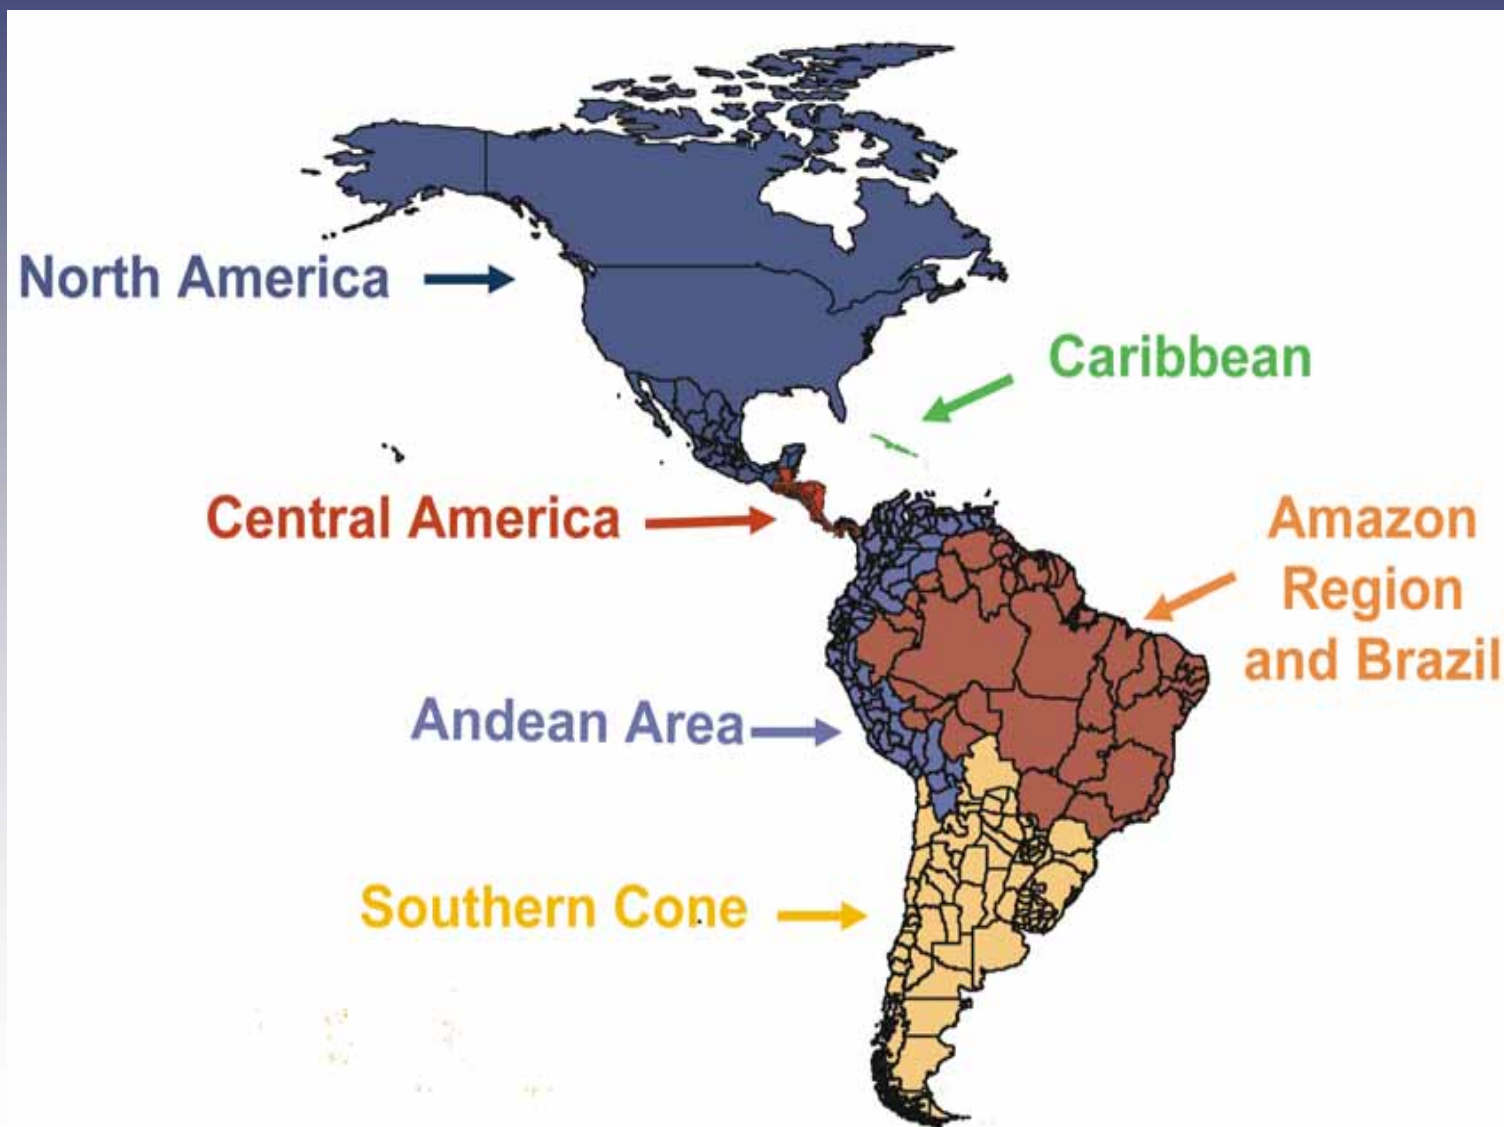 North America
Caribbean
Central America
Amazon
Region
and Brazil
Andean Area
Southern Cone